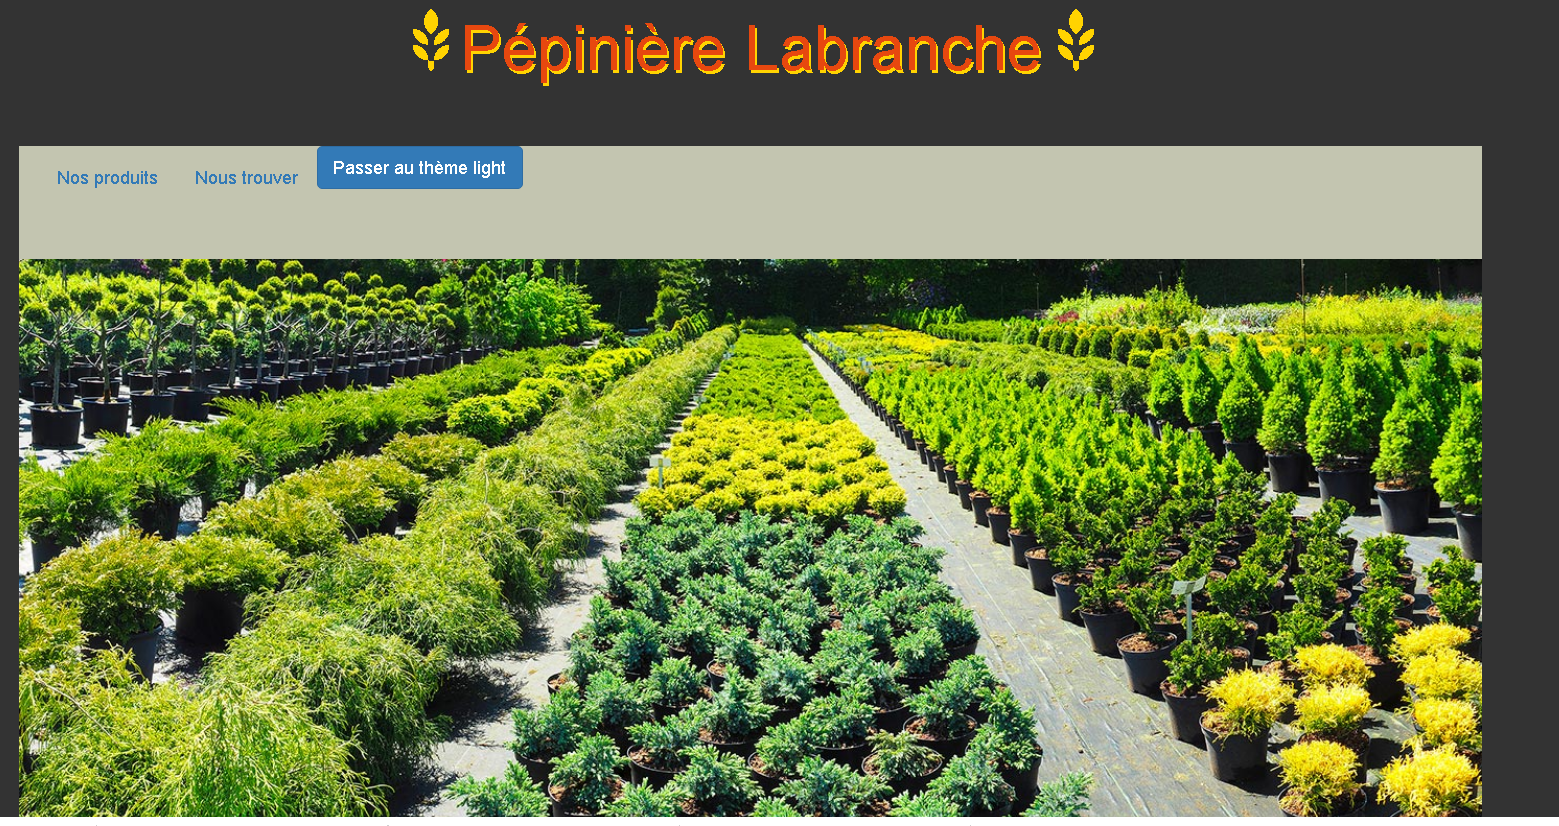 Pépinière Labranche
Nos produits
Nous trouver
Passer au thème light